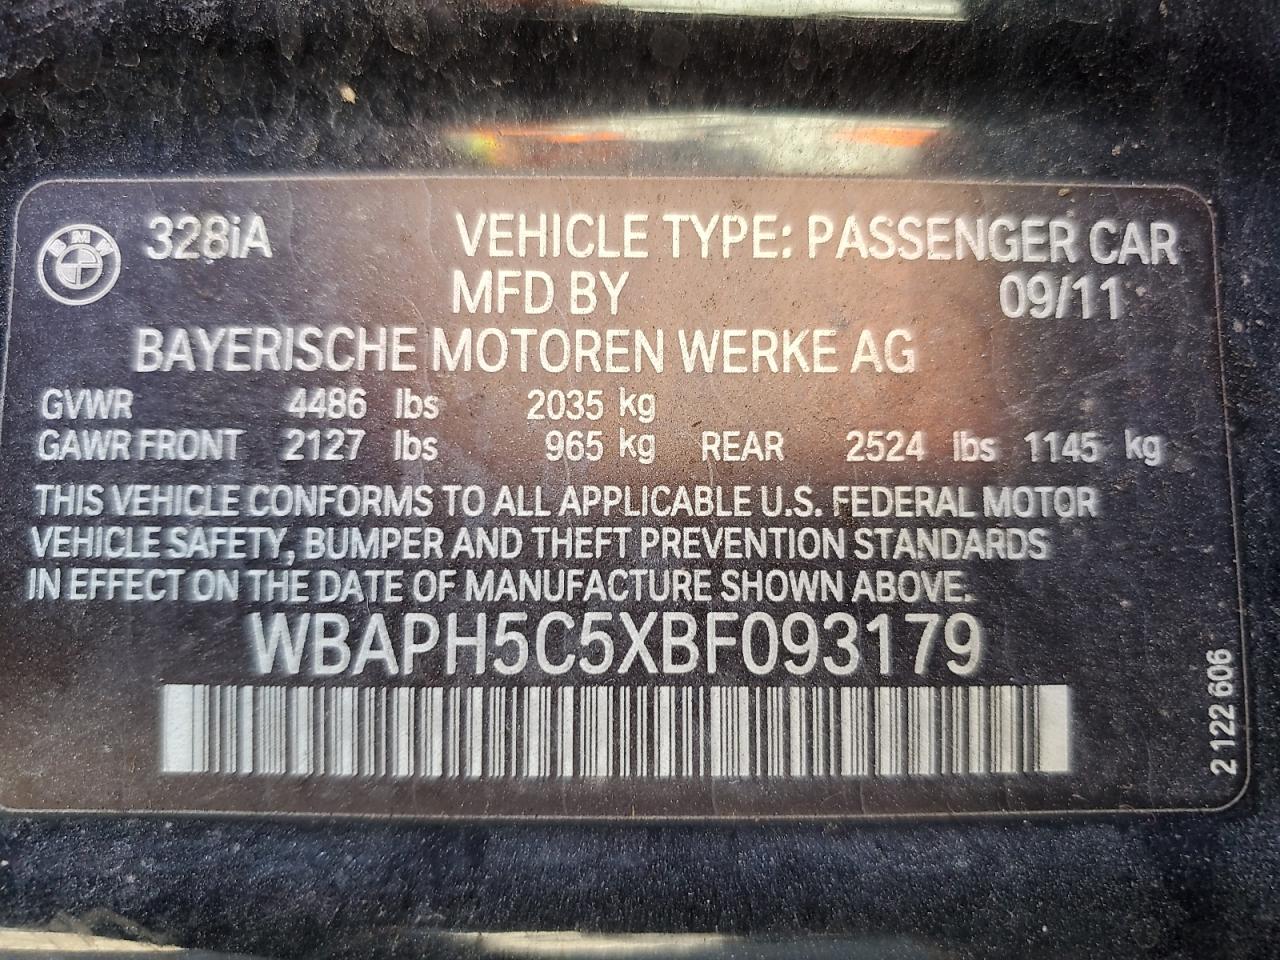 BMW 328iA VEHICLE TYPE: PASSENGER CAR
MFD BY 09/11
BAYERISCHE MOTOREN WERKE AG
GVWR 4486 lbs 2035 kg
GAWR FRONT 2127 lbs 965 kg REAR 2524 lbs 1145 kg
THIS VEHICLE CONFORMS TO ALL APPLICABLE U.S. FEDERAL MOTOR
VEHICLE SAFETY, BUMPER AND THEFT PREVENTION STANDARDS
IN EFFECT ON THE DATE OF MANUFACTURE SHOWN ABOVE.
WBAPH5C5XBF093179
2 122 606